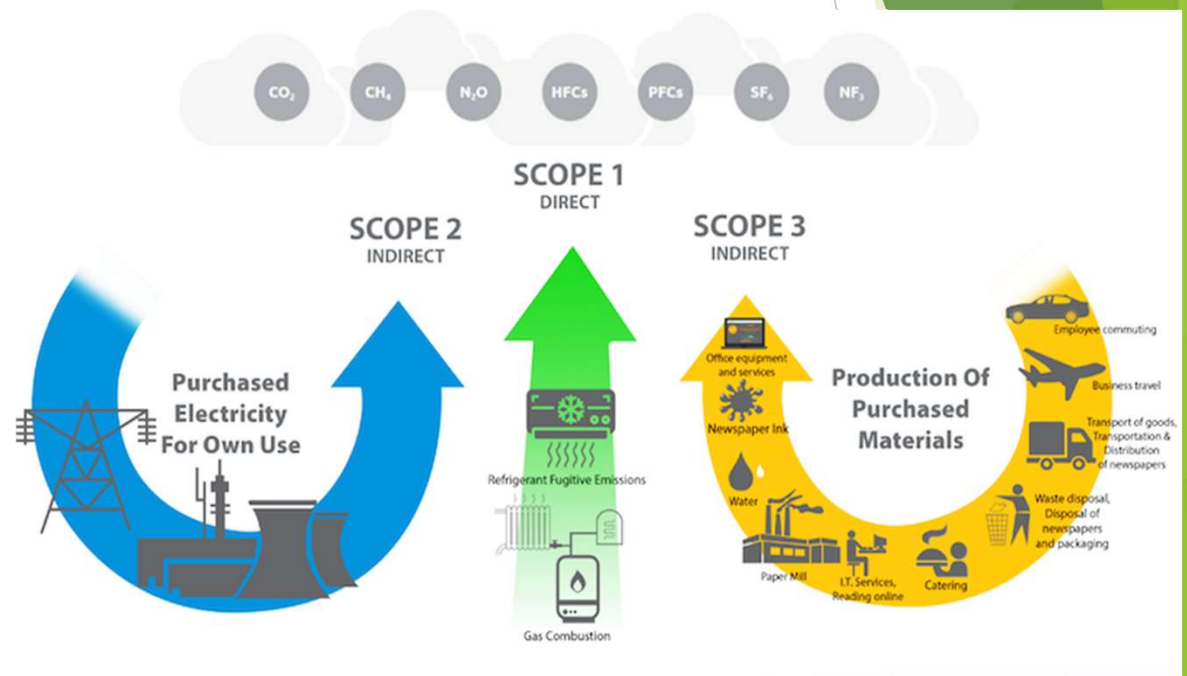 CO₂ CH₄ N₂O HFCs PFCs SF₆ NF₃
SCOPE 1
DIRECT
SCOPE 2
INDIRECT
SCOPE 3
INDIRECT
Purchased
Electricity
For Own Use
Refrigerant Fugitive Emissions
Gas Combustion
Production Of
Purchased
Materials
Office equipment
and services
Newspaper Ink
Water
Paper Mill
I.T. Services,
Reading online
Catering
Waste disposal,
Disposal of
newspapers
and packaging
Transport of goods,
Transportation &
Distribution
of newspapers
Business travel
Employee commuting